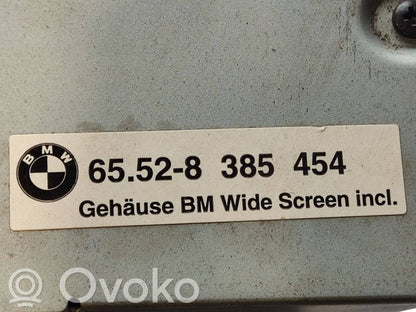 BMW
65.52-8 385 454
Gehäuse BM Wide Screen incl.
Ovoko